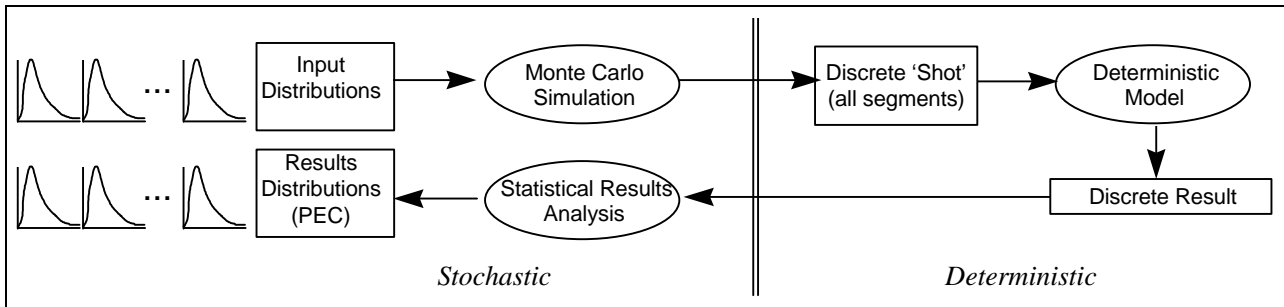 Input
Distributions
Monte Carlo
Simulation
Discrete ‘Shot’
(all segments)
Deterministic
Model
...
Results
Distributions
(PEC)
Statistical Results
Analysis
Discrete Result
...
Stochastic
Deterministic